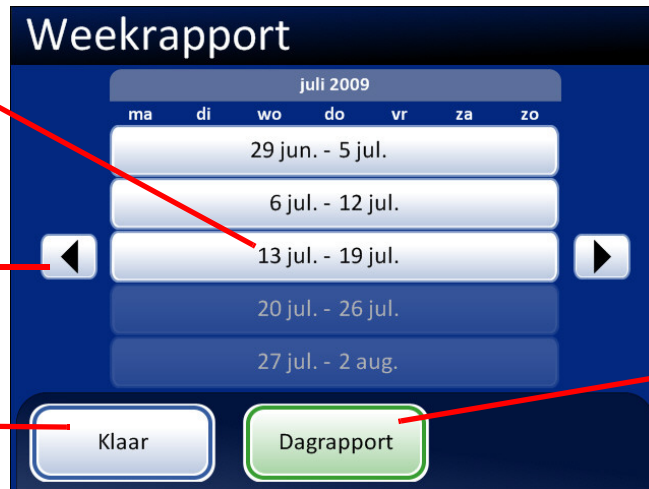 Weekrapport
juli 2009
ma di wo do vr za zo
29 jun. - 5 jul.
6 jul. - 12 jul.
13 jul. - 19 jul.
20 jul. - 26 jul.
27 jul. - 2 aug.
Klaar Dagrapport